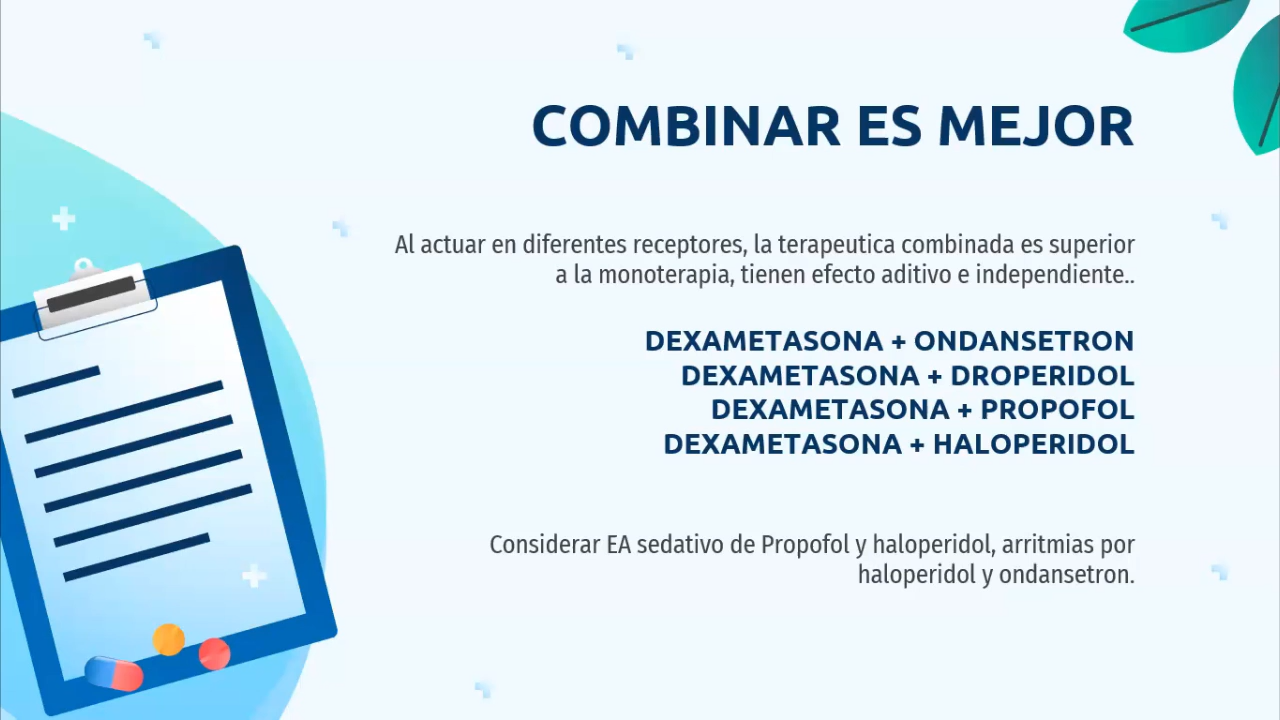 COMBINAR ES MEJOR
Al actuar en diferentes receptores, la terapeutica combinada es superior
a la monoterapia, tienen efecto aditivo e independiente..
DEXAMETASONA + ONDANSETRON
DEXAMETASONA + DROPERIDOL
DEXAMETASONA + PROPOFOL
DEXAMETASONA + HALOPERIDOL
Considerar EA sedativo de Propofol y haloperidol, arritmias por
haloperidol y ondansetron.